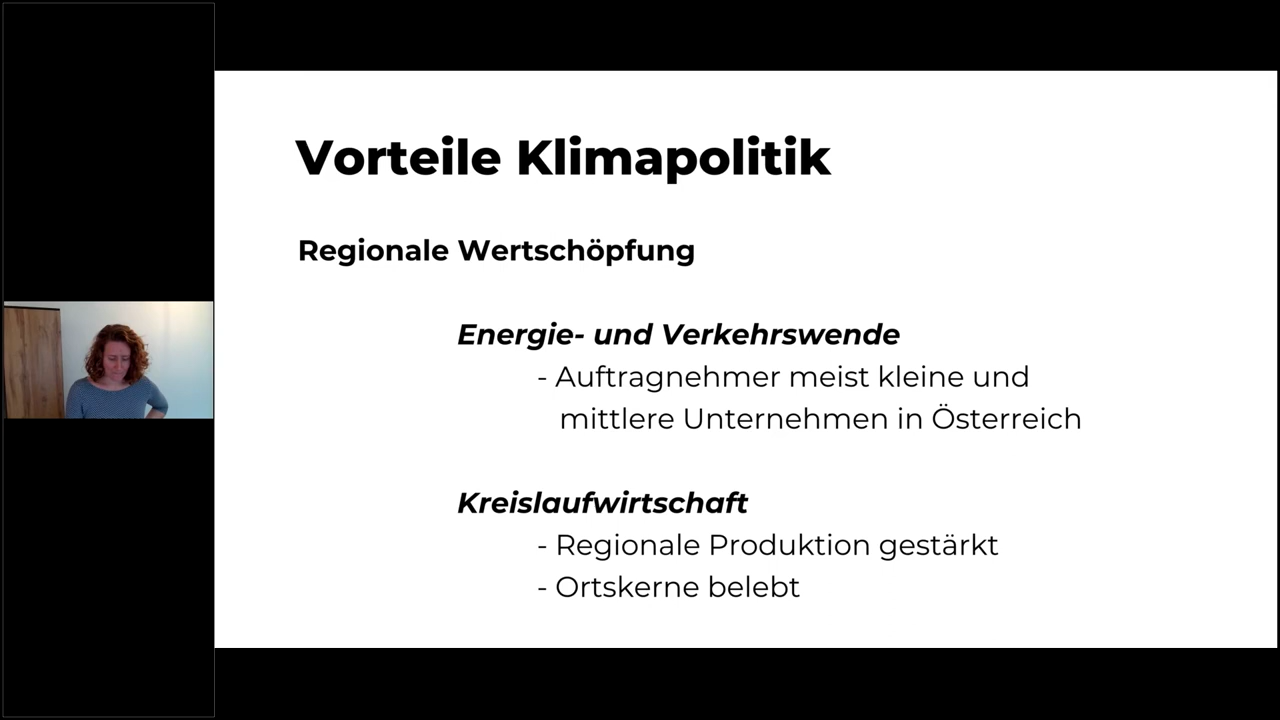 Vorteile Klimapolitik
Regionale Wertschöpfung
Energie- und Verkehrswende
- Auftragnehmer meist kleine und
mittlere Unternehmen in Österreich
Kreislaufwirtschaft
- Regionale Produktion gestärkt
- Ortskerne belebt